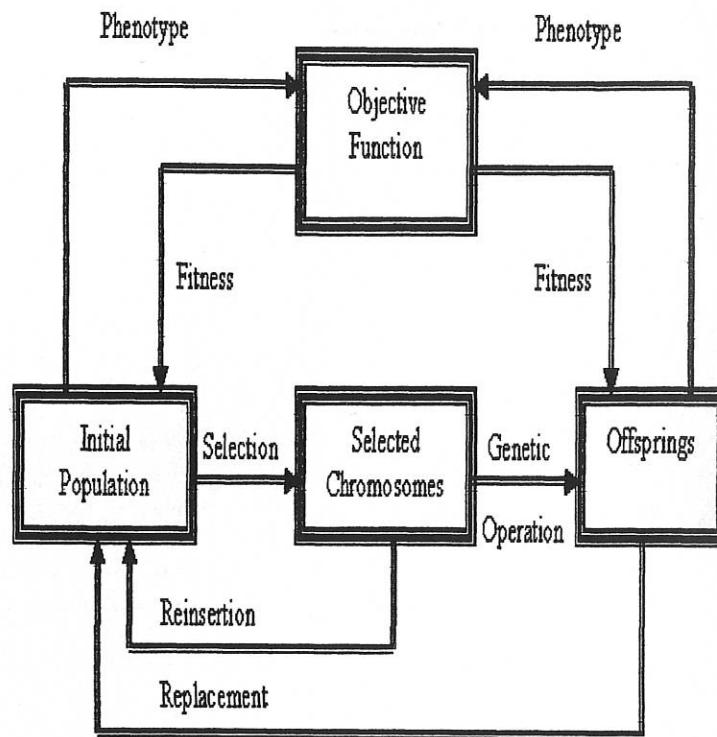 Phenotype
Phenotype
Objective
Function
Fitness
Fitness
Initial
Population
Selection
Selected
Chromosomes
Genetic
Operation
Offsprings
Reinsertion
Replacement